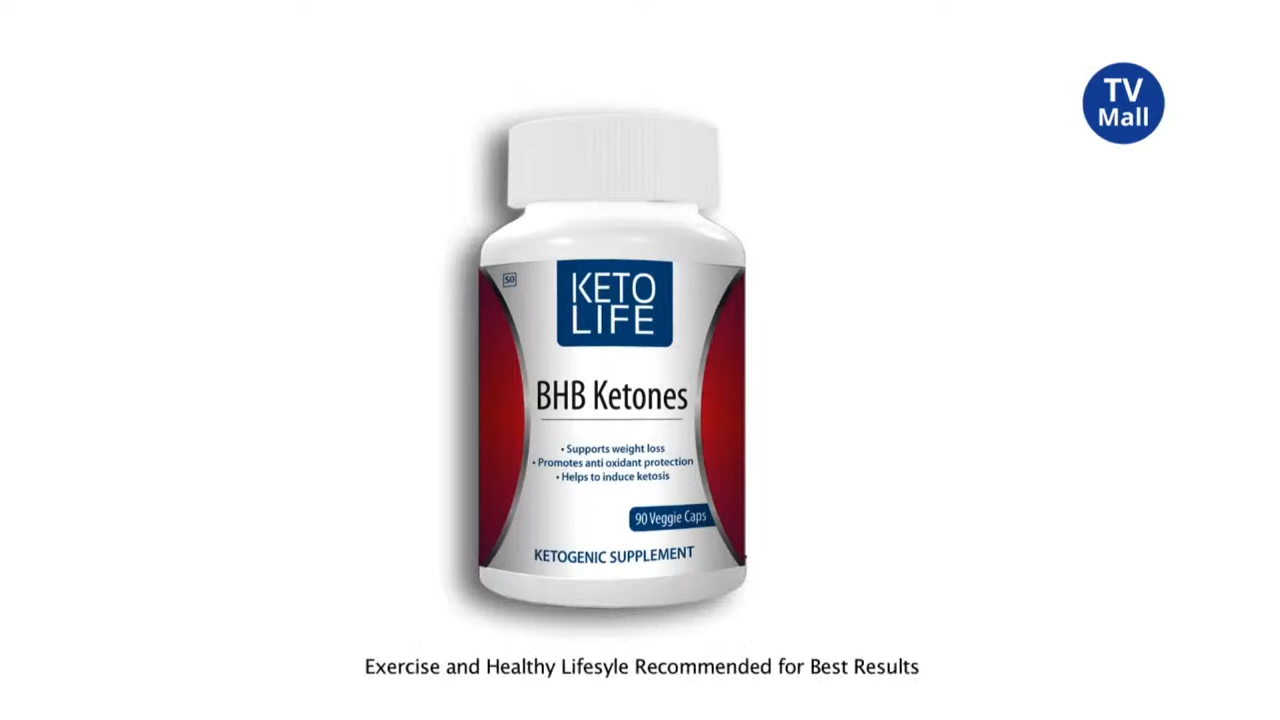 TV
Mall
S0
KETO
LIFE
BHB Ketones
• Supports weight loss
• Promotes anti oxidant protection
• Helps to induce ketosis
90 Veggie Caps
KETOGENIC SUPPLEMENT
Exercise and Healthy Lifesyle Recommended for Best Results